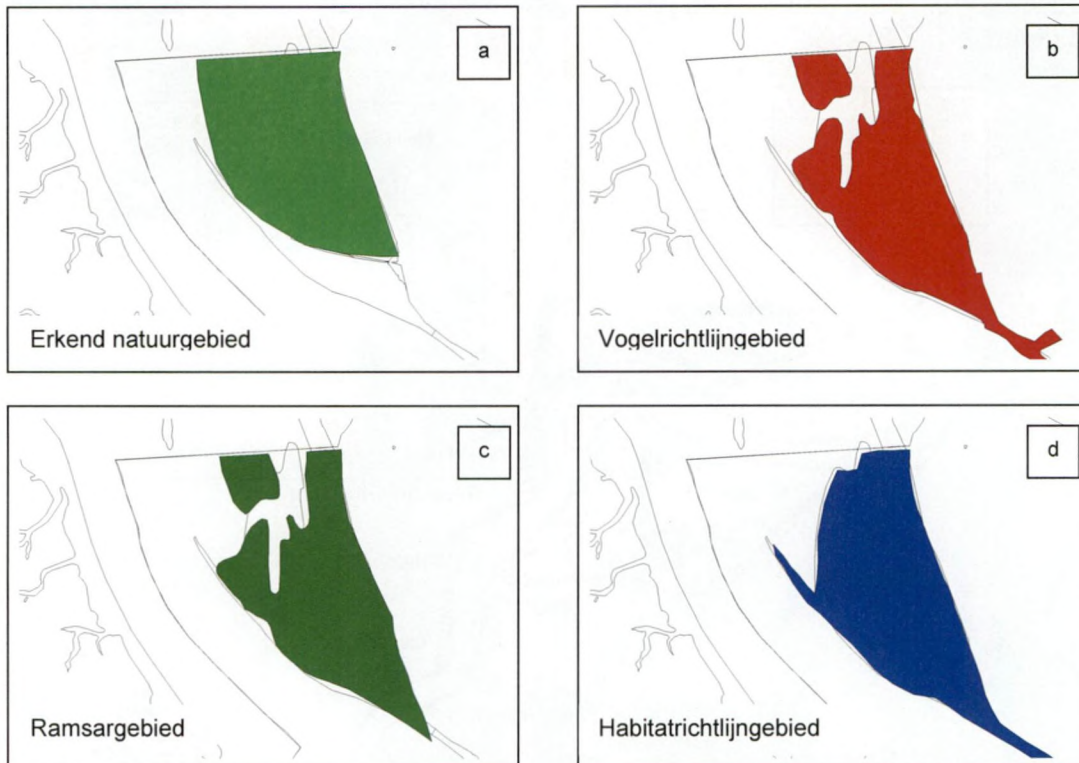 a
Erkend natuurgebied
b
Vogelrichtlijngebied
c
Ramsargebied
d
Habitatrichtlijngebied